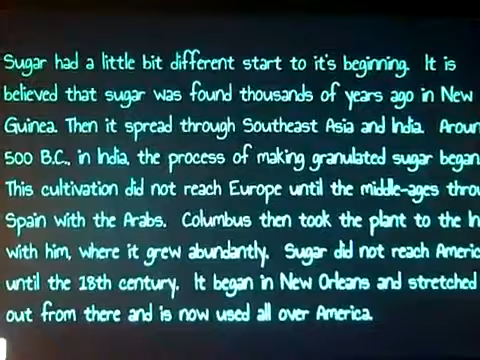 Sugar had a little bit different start to it's beginning. It is
believed that sugar was found thousands of years ago in New
Guinea. Then it spread through Southeast Asia and India.
500 B.C., in India, the process of making granulated sugar began
This cultivation did not reach Europe until the middle-ages
Spain with the Arabs. Columbus then took the plant to the
with him, where it grew abundantly. Sugar did not reach
until the 18th century. It began in New Orleans and stretched
out from there and is now used all over America.